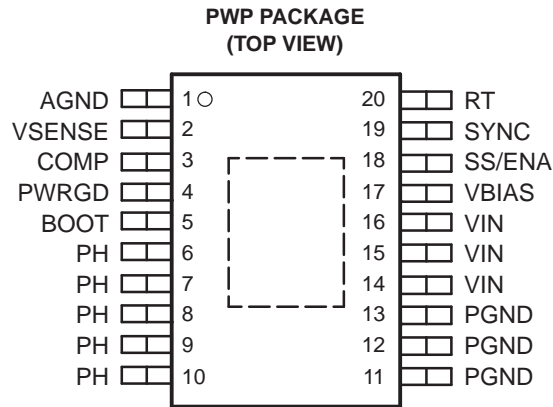 PWP PACKAGE
(TOP VIEW)
AGND 1 20 RT
VSENSE 2 19 SYNC
COMP 3 18 SS/ENA
PWRGD 4 17 VBIAS
BOOT 5 16 VIN
PH 6 15 VIN
PH 7 14 VIN
PH 8 13 PGND
PH 9 12 PGND
PH 10 11 PGND